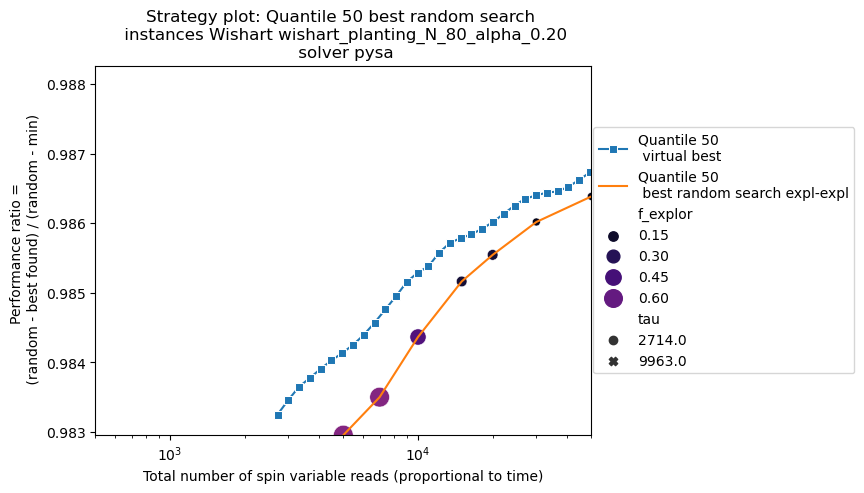 Strategy plot: Quantile 50 best random search
instances Wishart wishart_planting_N_80_alpha_0.20
solver pysa
0.988
0.987
0.986
0.985
0.984
0.983
Performance ratio =
(random - best found) / (random - min)
10^3
10^4
Total number of spin variable reads (proportional to time)
Quantile 50
virtual best
Quantile 50
best random search expl-expl
f_explor
0.15
0.30
0.45
0.60
tau
2714.0
9963.0